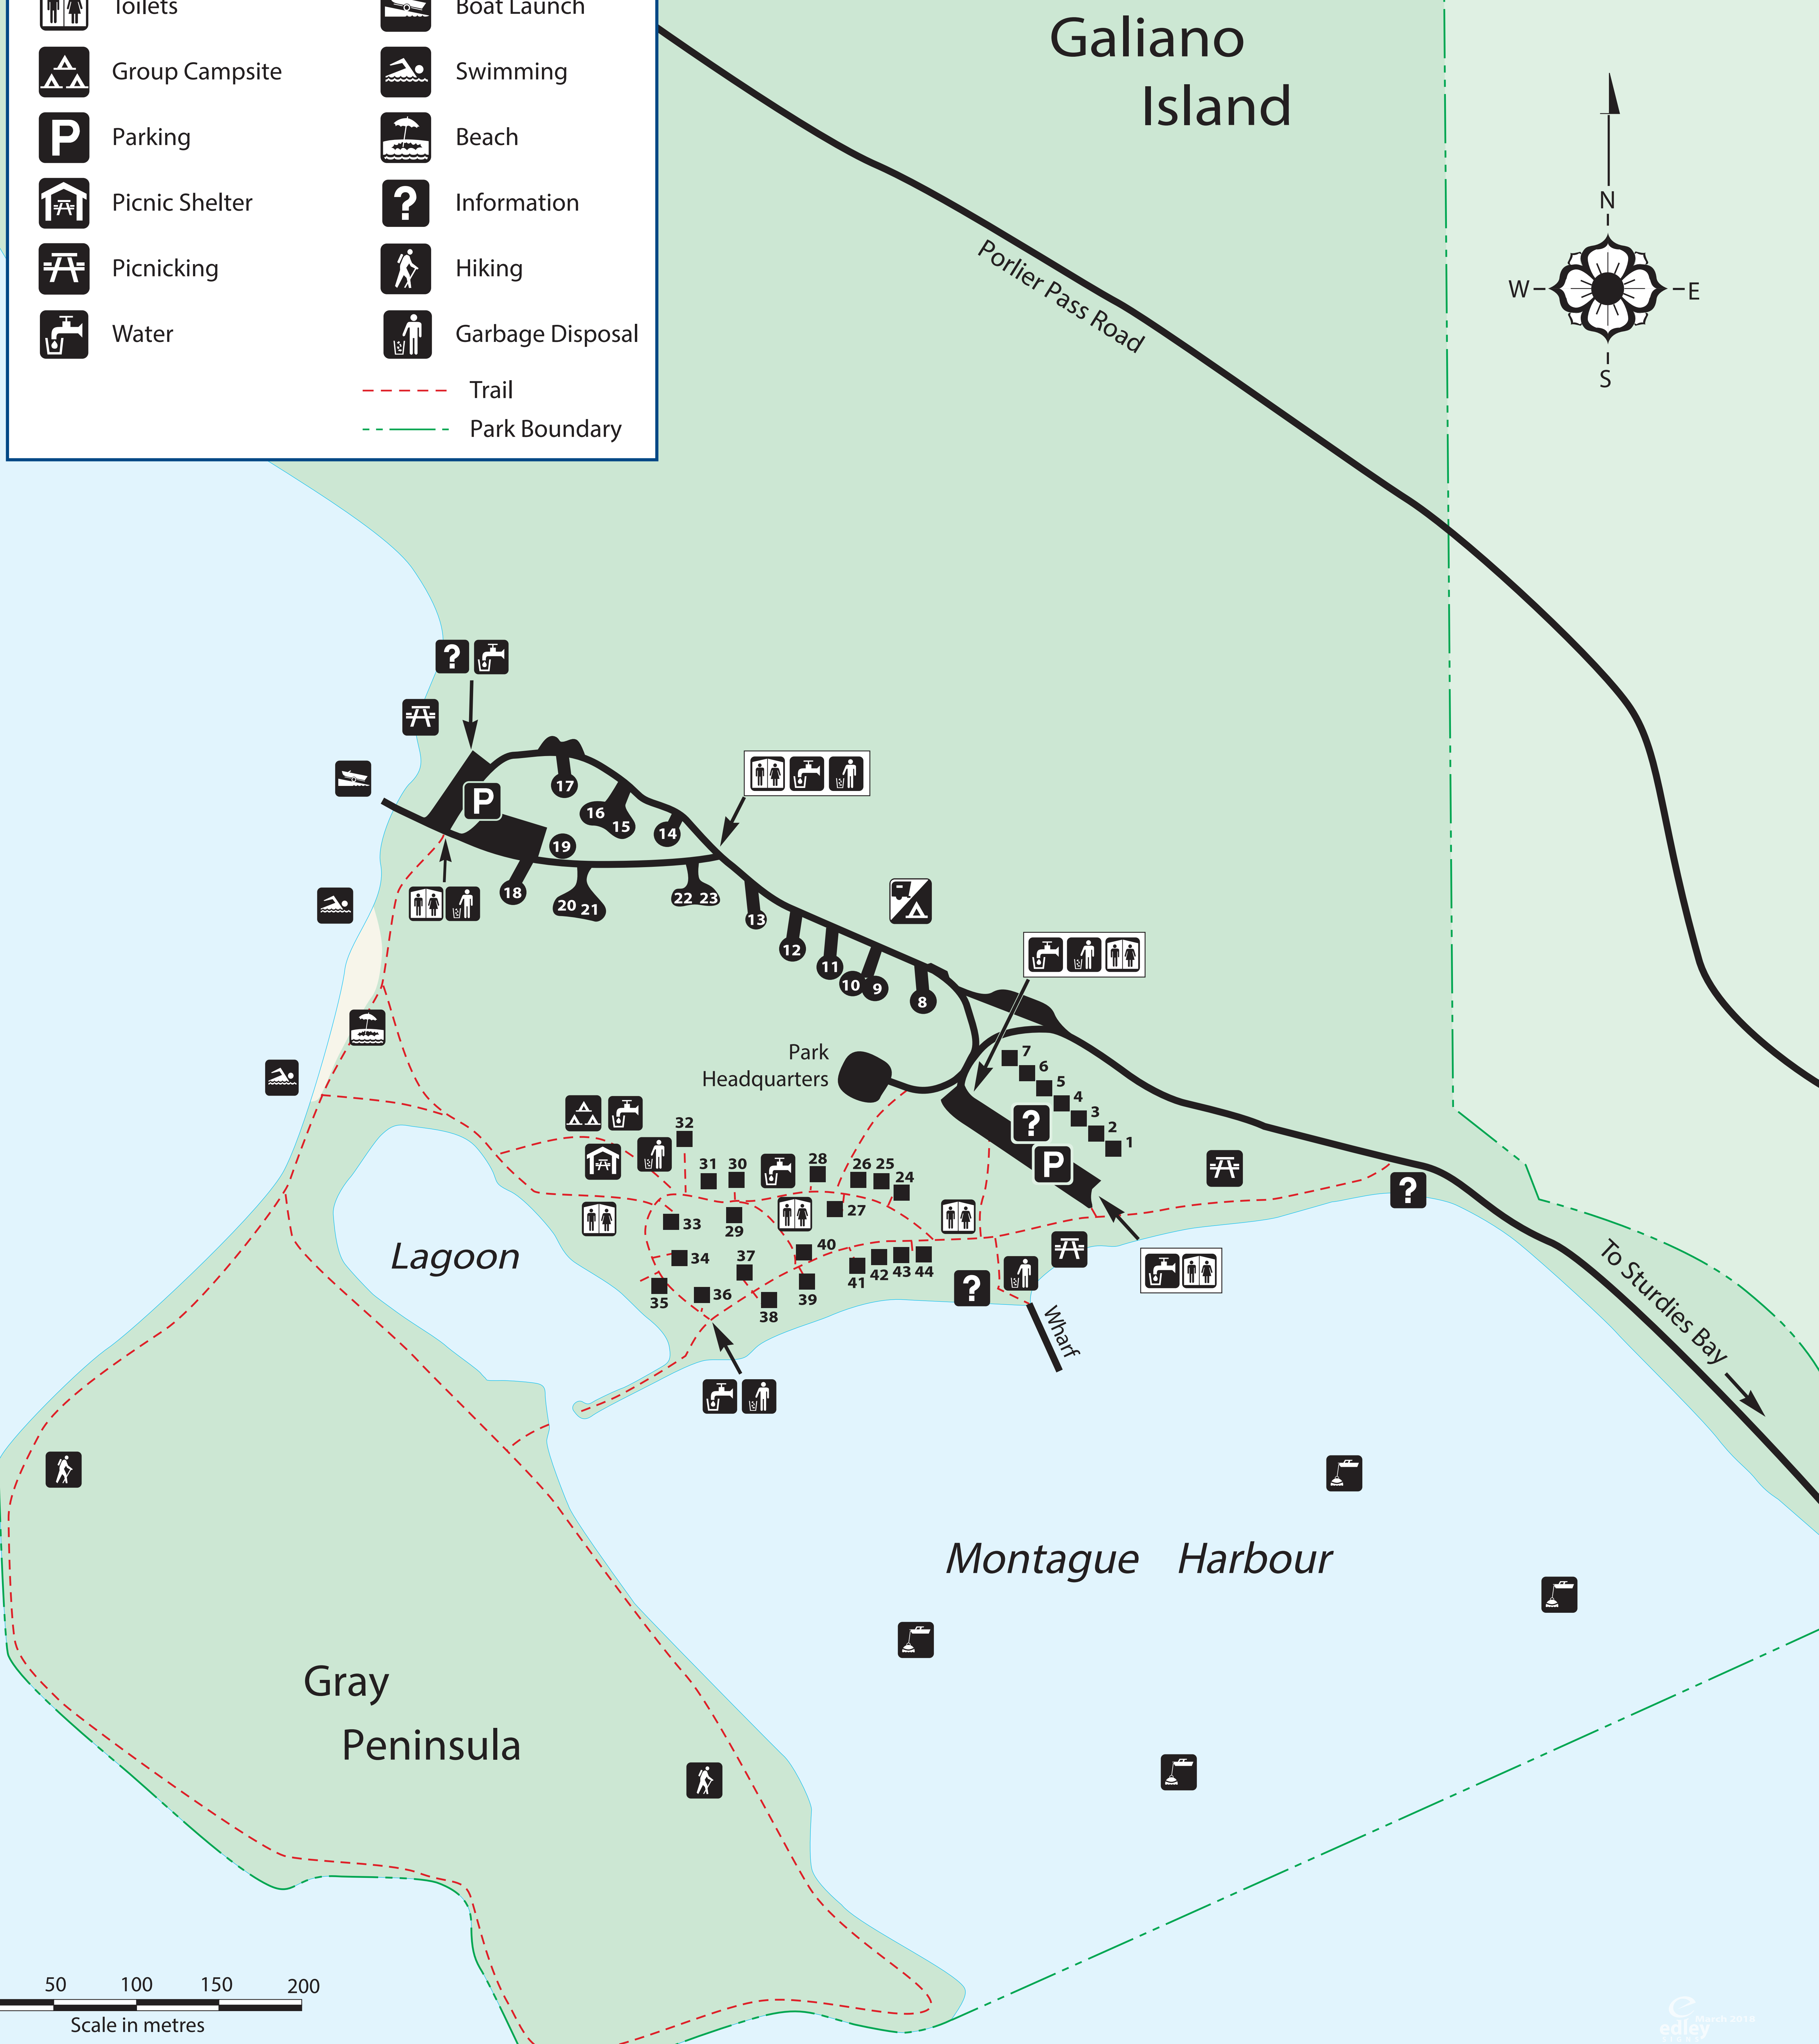 Toilets
Boat Launch
Group Campsite
Swimming
P
Parking
Beach
Picnic Shelter
?
Information
Picnicking
Hiking
Water
Garbage Disposal
Trail
Park Boundary
Galiano
Island
N
W
E
S
Porlier Pass Road
?
P
17
16
15
14
19
18
20
21
22
23
13
12
11
10
9
8
Park
Headquarters
7
6
5
4
3
2
1
?
P
32
31
30
28
26
25
24
33
29
27
34
37
40
41
42
43
44
35
36
38
39
?
?
Wharf
Lagoon
To Sturdies Bay
Montague Harbour
Gray
Peninsula
50
100
150
200
Scale in metres
March 2018
edley